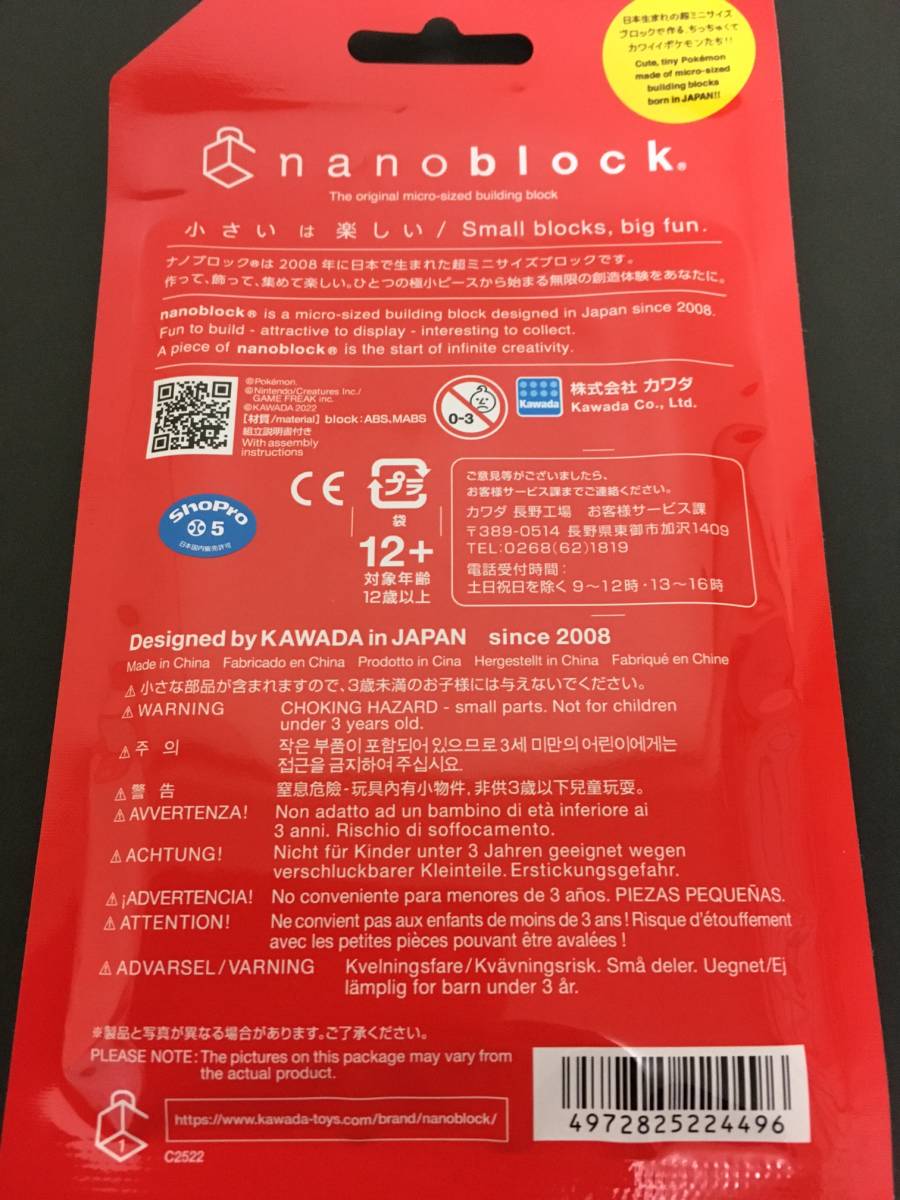 日本生まれの超ミニサイズ
ブロックで作る、ちっちゃくて
カワイイポケモンたち!!
Cute, tiny Pokémon
made of micro-sized
building blocks
born in JAPAN!!
nanoblock®
The original micro-sized building block
小さいは楽しい / Small blocks, big fun.
ナノブロック®は2008年に日本で生まれた超ミニサイズブロックです。
作って、飾って、集めて楽しい。ひとつの極小ピースから始まる無限の創造体験をあなたに。
nanoblock® is a micro-sized building block designed in Japan since 2008.
Fun to build - attractive to display - interesting to collect.
A piece of nanoblock® is the start of infinite creativity.
©Pokémon.
©Nintendo/Creatures Inc./
GAME FREAK inc.
©KAWADA 2022
[材質/material] block:ABS、MABS
組立説明書付き
With assembly
instructions
0-3
Kawada
株式会社 カワダ
Kawada Co., Ltd.
ShoPro
5
日本国内販売許可
CE
プラ
袋
12+
対象年齢
12歳以上
ご意見等がございましたら、
お客様サービス課までご連絡ください。
カワダ 長野工場 お客様サービス課
〒389-0514 長野県東御市加沢1409
TEL:0268(62)1819
電話受付時間:
土日祝日を除く 9〜12時・13〜16時
Designed by KAWADA in JAPAN since 2008
Made in China Fabricado en China Prodotto in Cina Hergestellt in China Fabriqué en Chine
⚠小さな部品が含まれますので、3歳未満のお子様には与えないでください。
⚠WARNING CHOKING HAZARD - small parts. Not for children
under 3 years old.
⚠주 의 작은 부품이 포함되어 있으므로 3세 미만의 어린이에게는
접근을 금지하여 주십시요.
⚠警 告 窒息危險-玩具內有小物件, 非供3歲以下兒童玩耍。
⚠AVVERTENZA! Non adatto ad un bambino di età inferiore ai
3 anni. Rischio di soffocamento.
⚠ACHTUNG! Nicht für Kinder unter 3 Jahren geeignet wegen
verschluckbarer Kleinteile. Erstickungsgefahr.
⚠¡ADVERTENCIA! No conveniente para menores de 3 años. PIEZAS PEQUEÑAS.
⚠ATTENTION! Ne convient pas aux enfants de moins de 3 ans ! Risque d'étouffement
avec les petites pièces pouvant être avalées !
⚠ADVARSEL/VARNING Kvelningsfare/Kvävningsrisk. Små deler. Uegnet/Ej
lämplig for barn under 3 år.
※製品と写真が異なる場合があります。ご了承ください。
PLEASE NOTE: The pictures on this package may vary from
the actual product.
1
https://www.kawada-toys.com/brand/nanoblock/
C2522
4972825224496